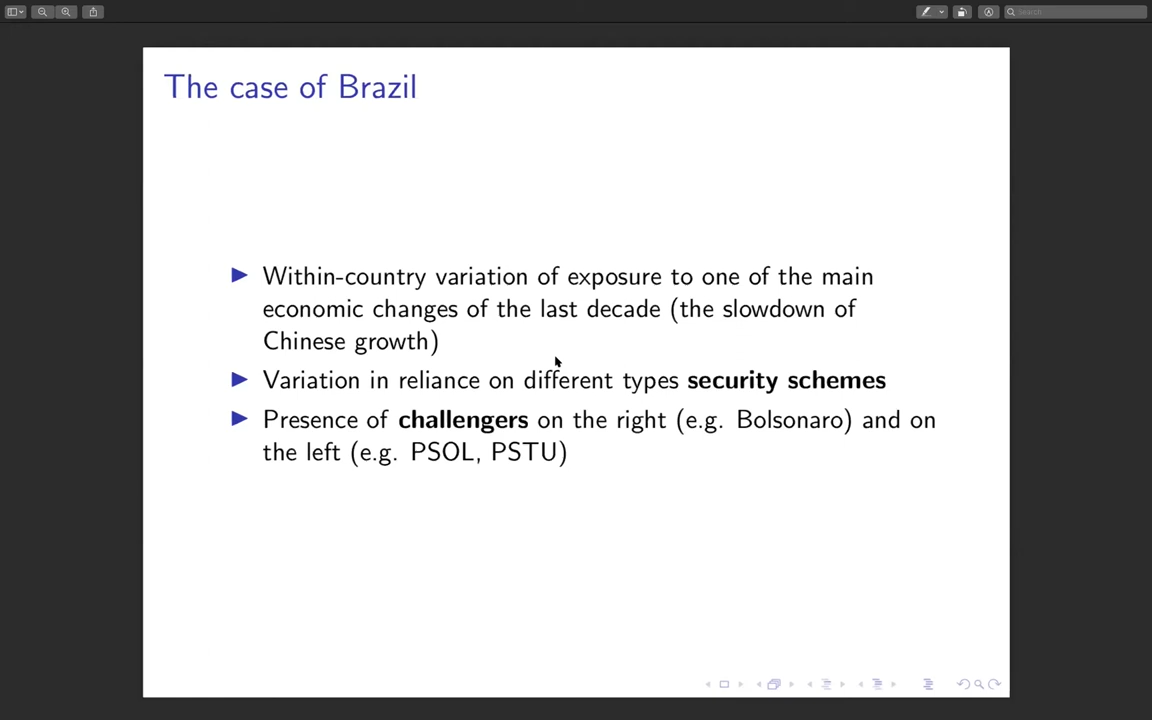 search
The case of Brazil
Within-country variation of exposure to one of the main
economic changes of the last decade (the slowdown of
Chinese growth)
Variation in reliance on different types security schemes
Presence of challengers on the right (e.g. Bolsonaro) and on
the left (e.g. PSOL, PSTU)